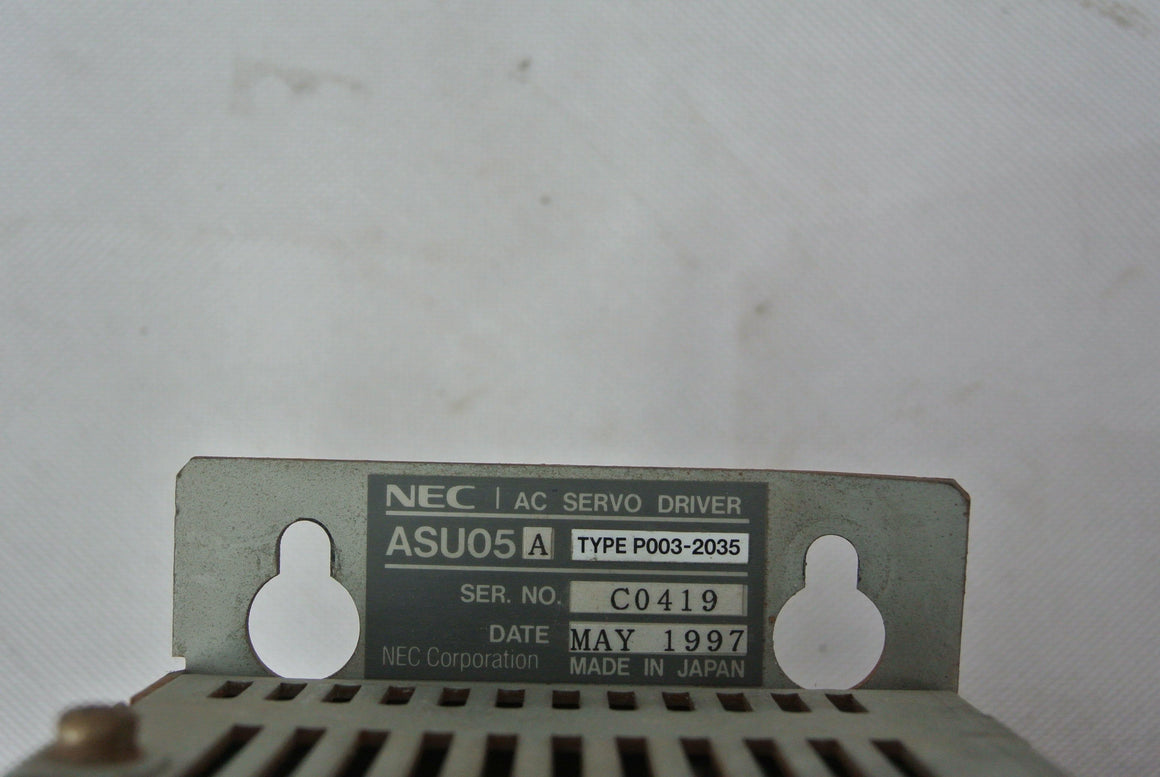 NEC | AC SERVO DRIVER
ASU05 A TYPE P003-2035
SER. NO. C0419
DATE MAY 1997
NEC Corporation MADE IN JAPAN